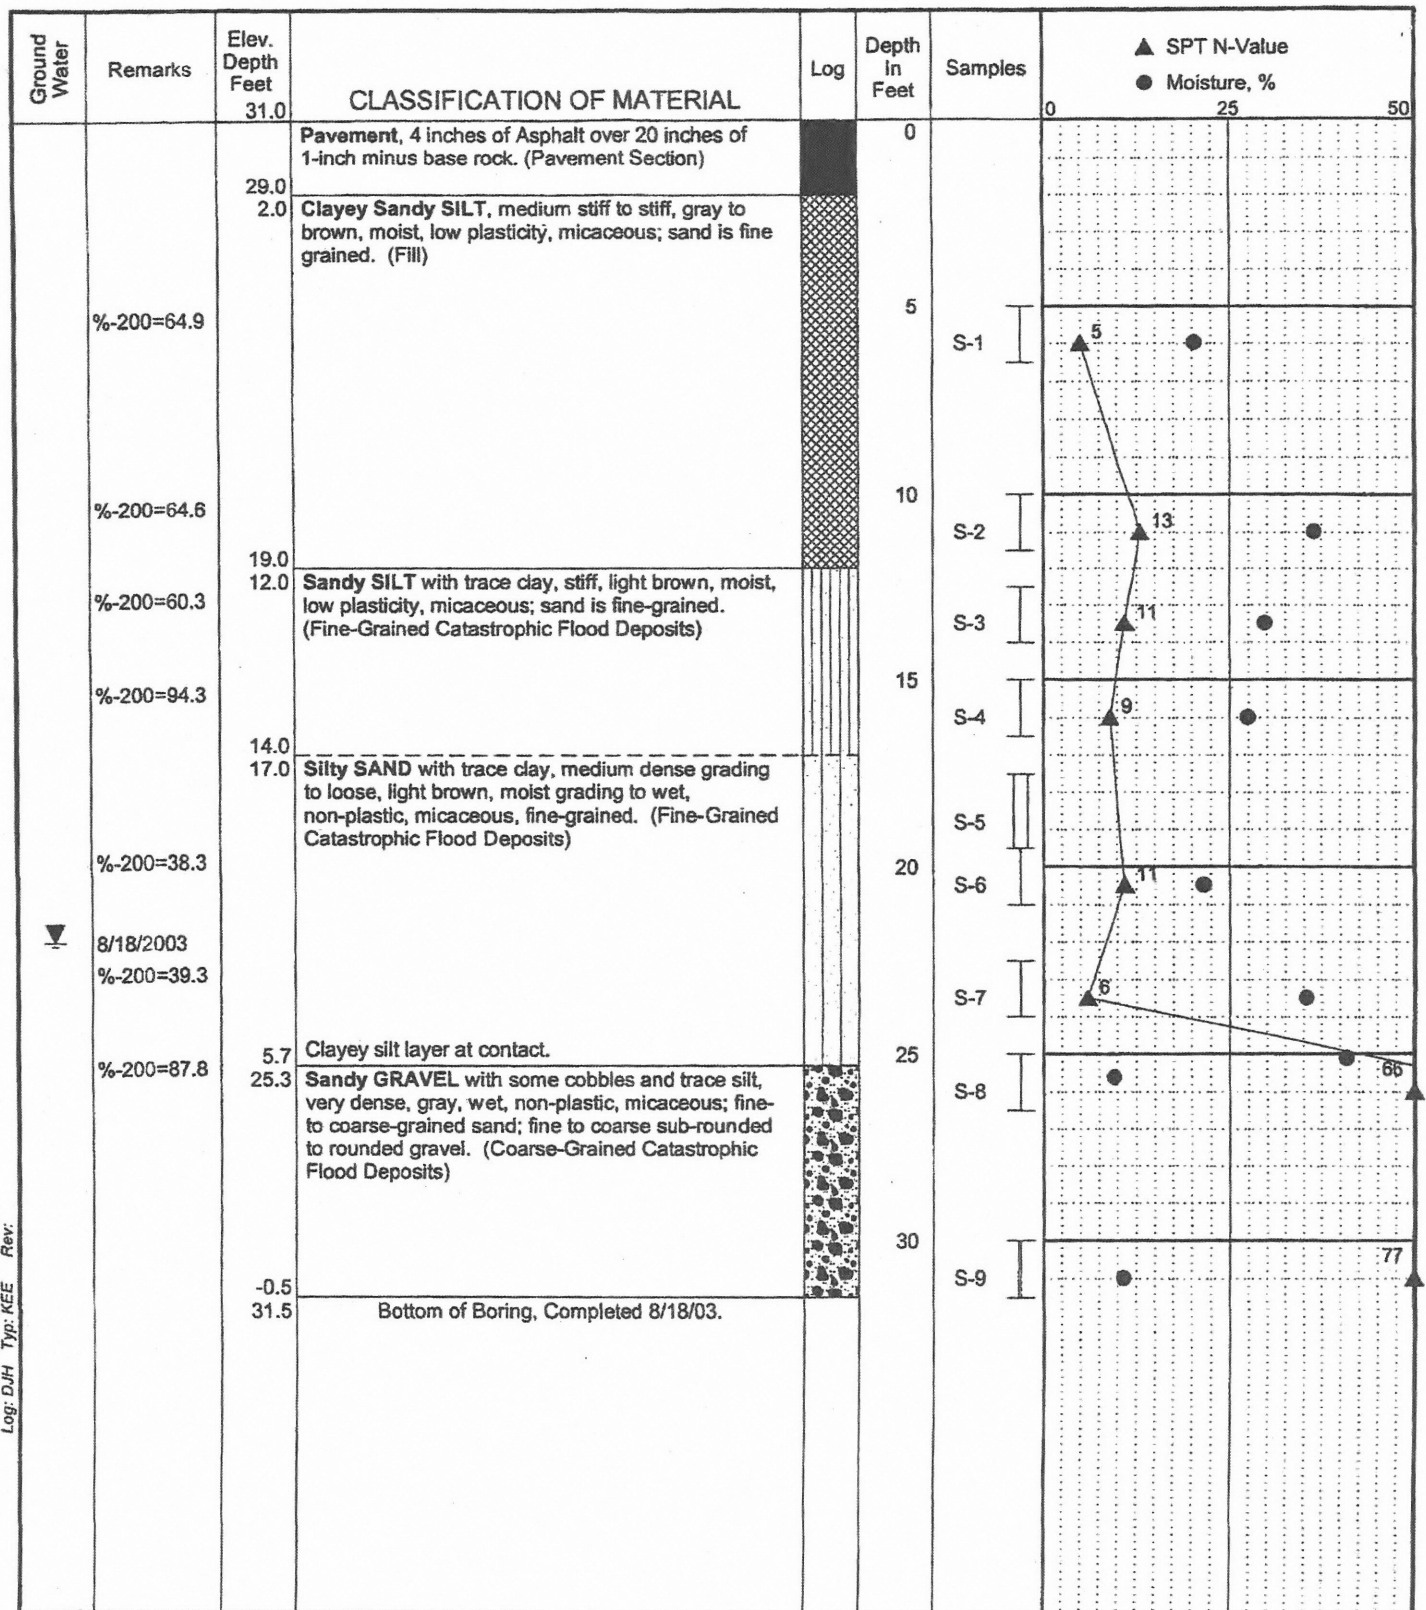 Ground
Water
Remarks
Elev.
Depth
Feet
31.0
CLASSIFICATION OF MATERIAL
Log
Depth
In
Feet
Samples
▲ SPT N-Value
● Moisture, %
0 25 50
Pavement, 4 inches of Asphalt over 20 inches of
1-inch minus base rock. (Pavement Section)
0
29.0
2.0
Clayey Sandy SILT, medium stiff to stiff, gray to
brown, moist, low plasticity, micaceous; sand is fine
grained. (Fill)
5
%-200=64.9
S-1
5
10
%-200=64.6
S-2
13
19.0
12.0
Sandy SILT with trace clay, stiff, light brown, moist,
low plasticity, micaceous; sand is fine-grained.
(Fine-Grained Catastrophic Flood Deposits)
%-200=60.3
S-3
11
15
%-200=94.3
S-4
9
14.0
17.0
Silty SAND with trace clay, medium dense grading
to loose, light brown, moist grading to wet,
non-plastic, micaceous, fine-grained. (Fine-Grained
Catastrophic Flood Deposits)
S-5
%-200=38.3
20
S-6
11
8/18/2003
%-200=39.3
S-7
6
5.7
Clayey silt layer at contact.
25
%-200=87.8
25.3
Sandy GRAVEL with some cobbles and trace silt,
very dense, gray, wet, non-plastic, micaceous; fine-
to coarse-grained sand; fine to coarse sub-rounded
to rounded gravel. (Coarse-Grained Catastrophic
Flood Deposits)
S-8
66
30
S-9
77
-0.5
31.5
Bottom of Boring, Completed 8/18/03.
Log: DJH Typ: KEE Rev: